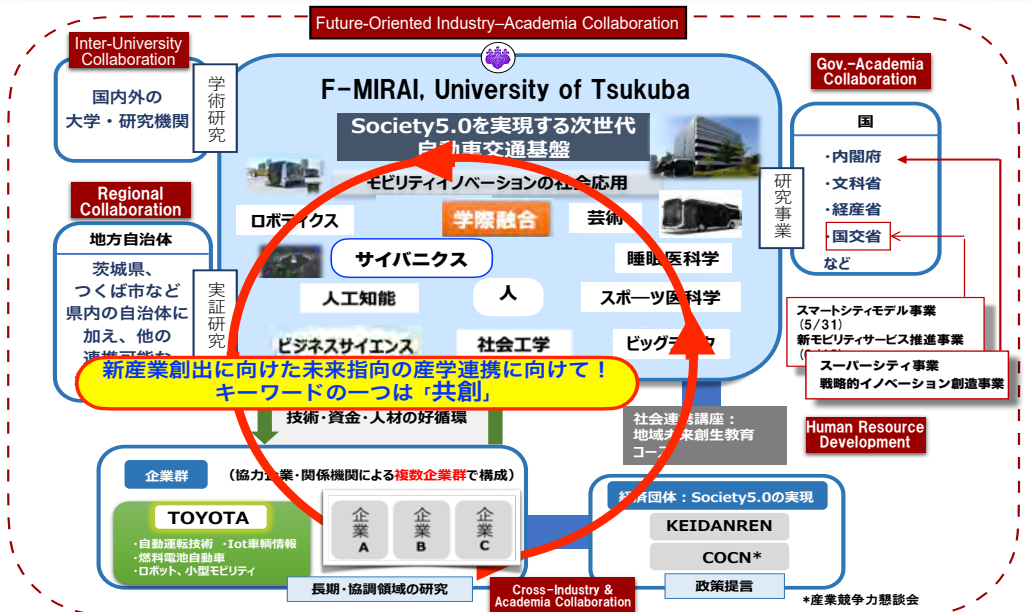 Future-Oriented Industry–Academia Collaboration
Inter-University
Collaboration
国内外の
大学・研究機関
学術研究
F-MIRAI, University of Tsukuba
Society5.0を実現する次世代
自動車交通基盤
モビリティイノベーションの社会応用
ロボティクス
学際融合
芸術
サイバニクス
睡眠医科学
人工知能
人
スポーツ医科学
ビジネスサイエンス
社会工学
ビッグデータ
Gov.–Academia
Collaboration
国
・内閣府
・文科省
・経産省
・国交省
など
研究事業
Regional
Collaboration
地方自治体
茨城県、
つくば市など
県内の自治体に
加え、他の
実証研究
スマートシティモデル事業
(5/31)
新モビリティサービス推進事業
スーパーシティ事業
戦略的イノベーション創造事業
新産業創出に向けた未来指向の産学連携に向けて！
キーワードの一つは「共創」
技術・資金・人材の好循環
社会連携講座：
地域未来創生教育
コース
Human Resource
Development
企業群
（協力企業・関係機関による複数企業群で構成）
TOYOTA
・自動運転技術 ・Iot車輌情報
・燃料電池自動車
・ロボット、小型モビリティ
企業A
企業B
企業C
長期・協調領域の研究
Cross-Industry &
Academia Collaboration
経済団体：Society5.0の実現
KEIDANREN
COCN*
政策提言
*産業競争力懇談会